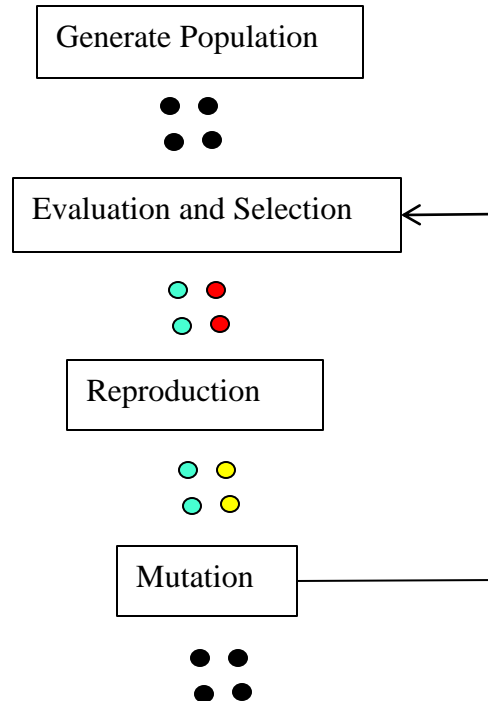 Generate Population
Evaluation and Selection
Reproduction
Mutation